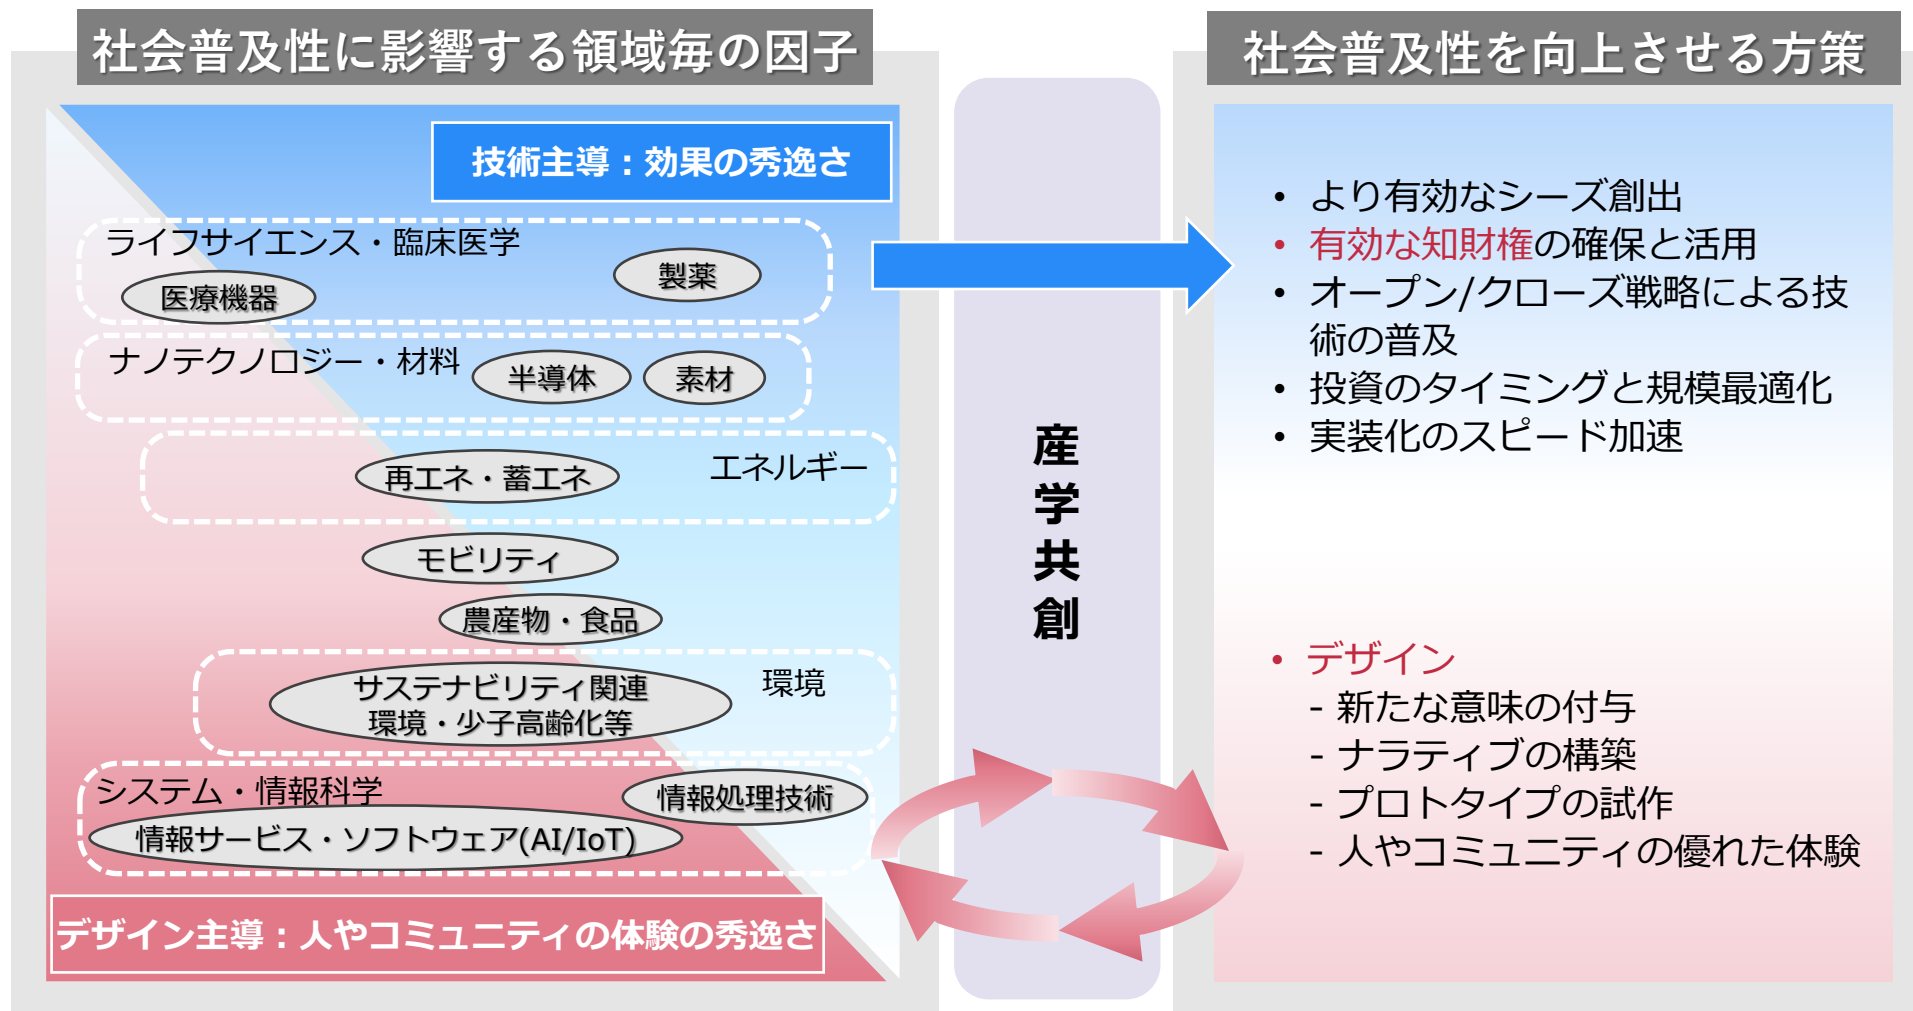 社会普及性に影響する領域毎の因子
技術主導：効果の秀逸さ
ライフサイエンス・臨床医学
製薬
医療機器
ナノテクノロジー・材料
半導体
素材
エネルギー
再エネ・蓄エネ
モビリティ
農産物・食品
環境
サステナビリティ関連
環境・少子高齢化等
システム・情報科学
情報処理技術
情報サービス・ソフトウェア(AI/IoT)
デザイン主導：人やコミュニティの体験の秀逸さ
産
学
共
創
社会普及性を向上させる方策
• より有効なシーズ創出
• 有効な知財権の確保と活用
• オープン/クローズ戦略による技
術の普及
• 投資のタイミングと規模最適化
• 実装化のスピード加速
• デザイン
- 新たな意味の付与
- ナラティブの構築
- プロトタイプの試作
- 人やコミュニティの優れた体験